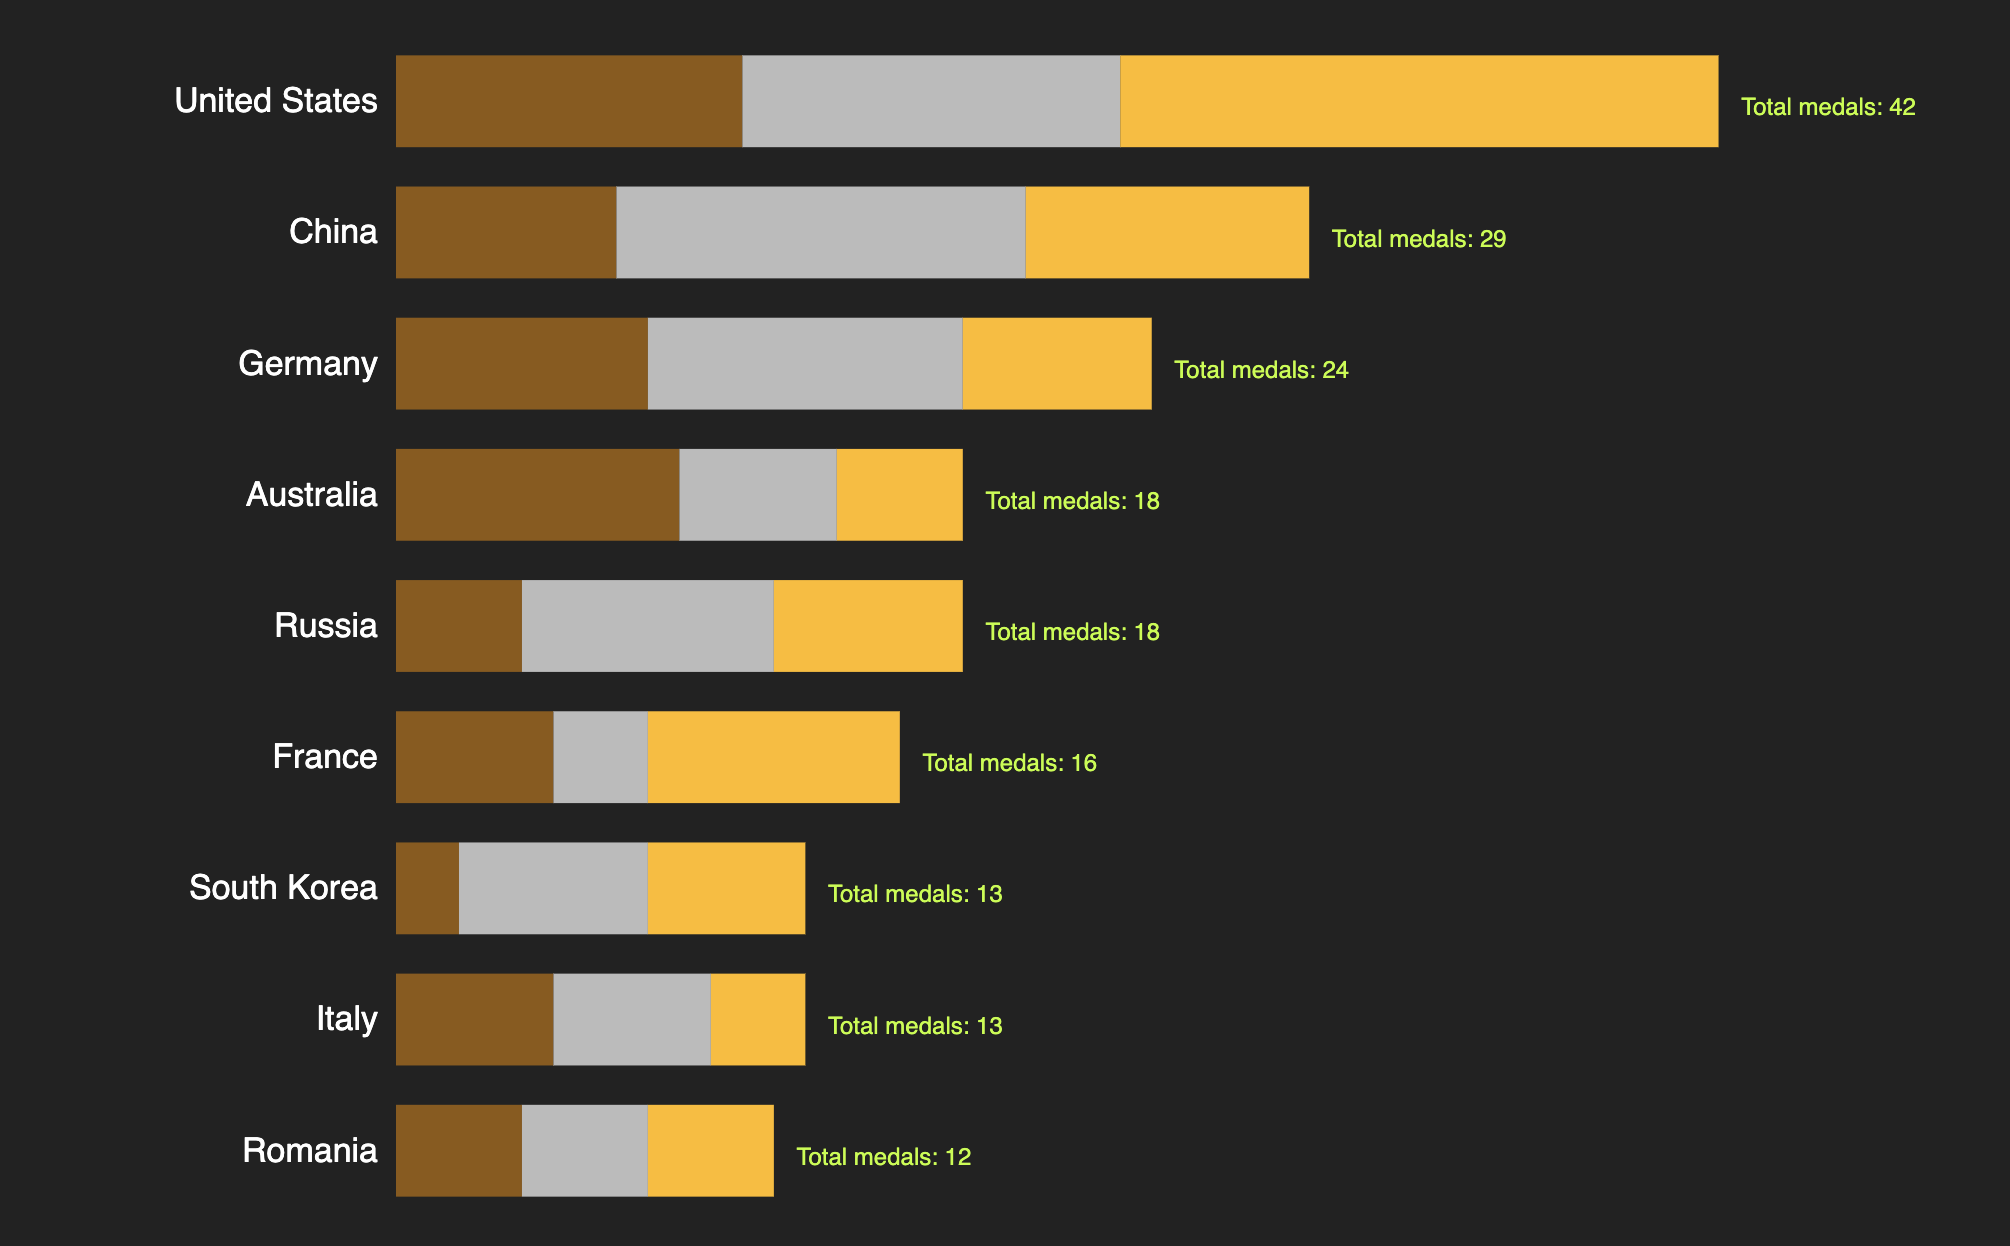 United States
Total medals: 42
China
Total medals: 29
Germany
Total medals: 24
Australia
Total medals: 18
Russia
Total medals: 18
France
Total medals: 16
South Korea
Total medals: 13
Italy
Total medals: 13
Romania
Total medals: 12